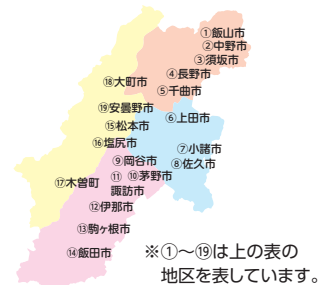 ①飯山市
②中野市
③須坂市
④長野市
⑤千曲市
⑱大町市
⑥上田市
⑲安曇野市
⑮松本市
⑦小諸市
⑯塩尻市
⑧佐久市
⑨岡谷市
⑩茅野市
⑪
諏訪市
⑰木曽町
⑫伊那市
⑬駒ヶ根市
⑭飯田市
※①～⑲は上の表の
地区を表しています。